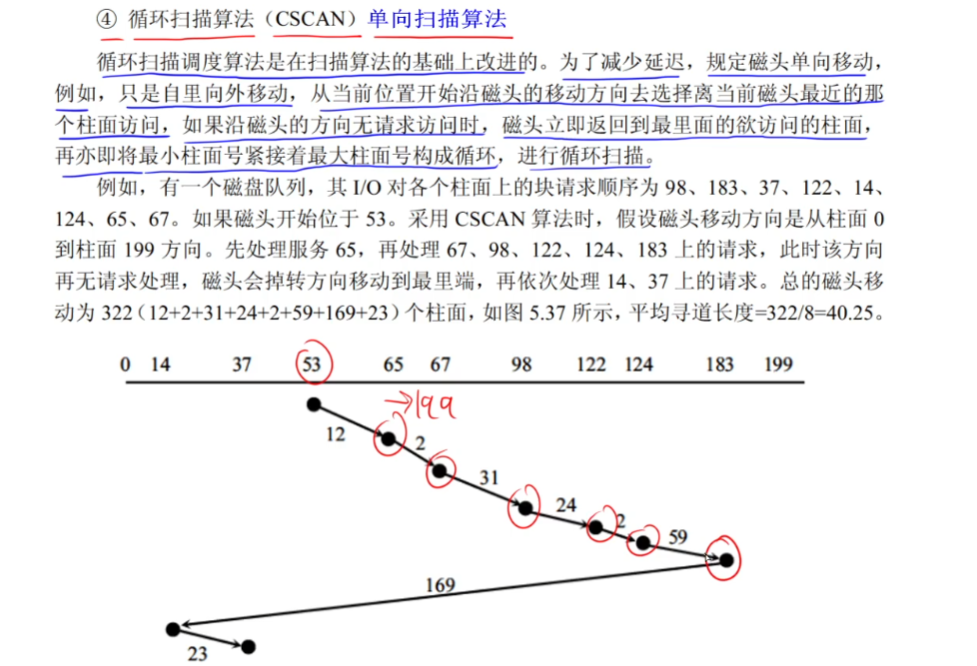 ④ 循环扫描算法（CSCAN）单向扫描算法
循环扫描调度算法是在扫描算法的基础上改进的。为了减少延迟，规定磁头单向移动，
例如，只是自里向外移动，从当前位置开始沿磁头的移动方向去选择离当前磁头最近的那
个柱面访问，如果沿磁头的方向无请求访问时，磁头立即返回到最里面的欲访问的柱面，
再亦即将最小柱面号紧接着最大柱面号构成循环，进行循环扫描。
例如，有一个磁盘队列，其 I/O 对各个柱面上的块请求顺序为 98、183、37、122、14、
124、65、67。如果磁头开始位于 53。采用 CSCAN 算法时，假设磁头移动方向是从柱面 0
到柱面 199 方向。先处理服务 65，再处理 67、98、122、124、183 上的请求，此时该方向
再无请求处理，磁头会掉转方向移动到最里端，再依次处理 14、37 上的请求。总的磁头移
动为 322（12+2+31+24+2+59+169+23）个柱面，如图 5.37 所示，平均寻道长度=322/8=40.25。
0 14 37 53 65 67 98 122 124 183 199
→199
12
2
31
24
2
59
169
23